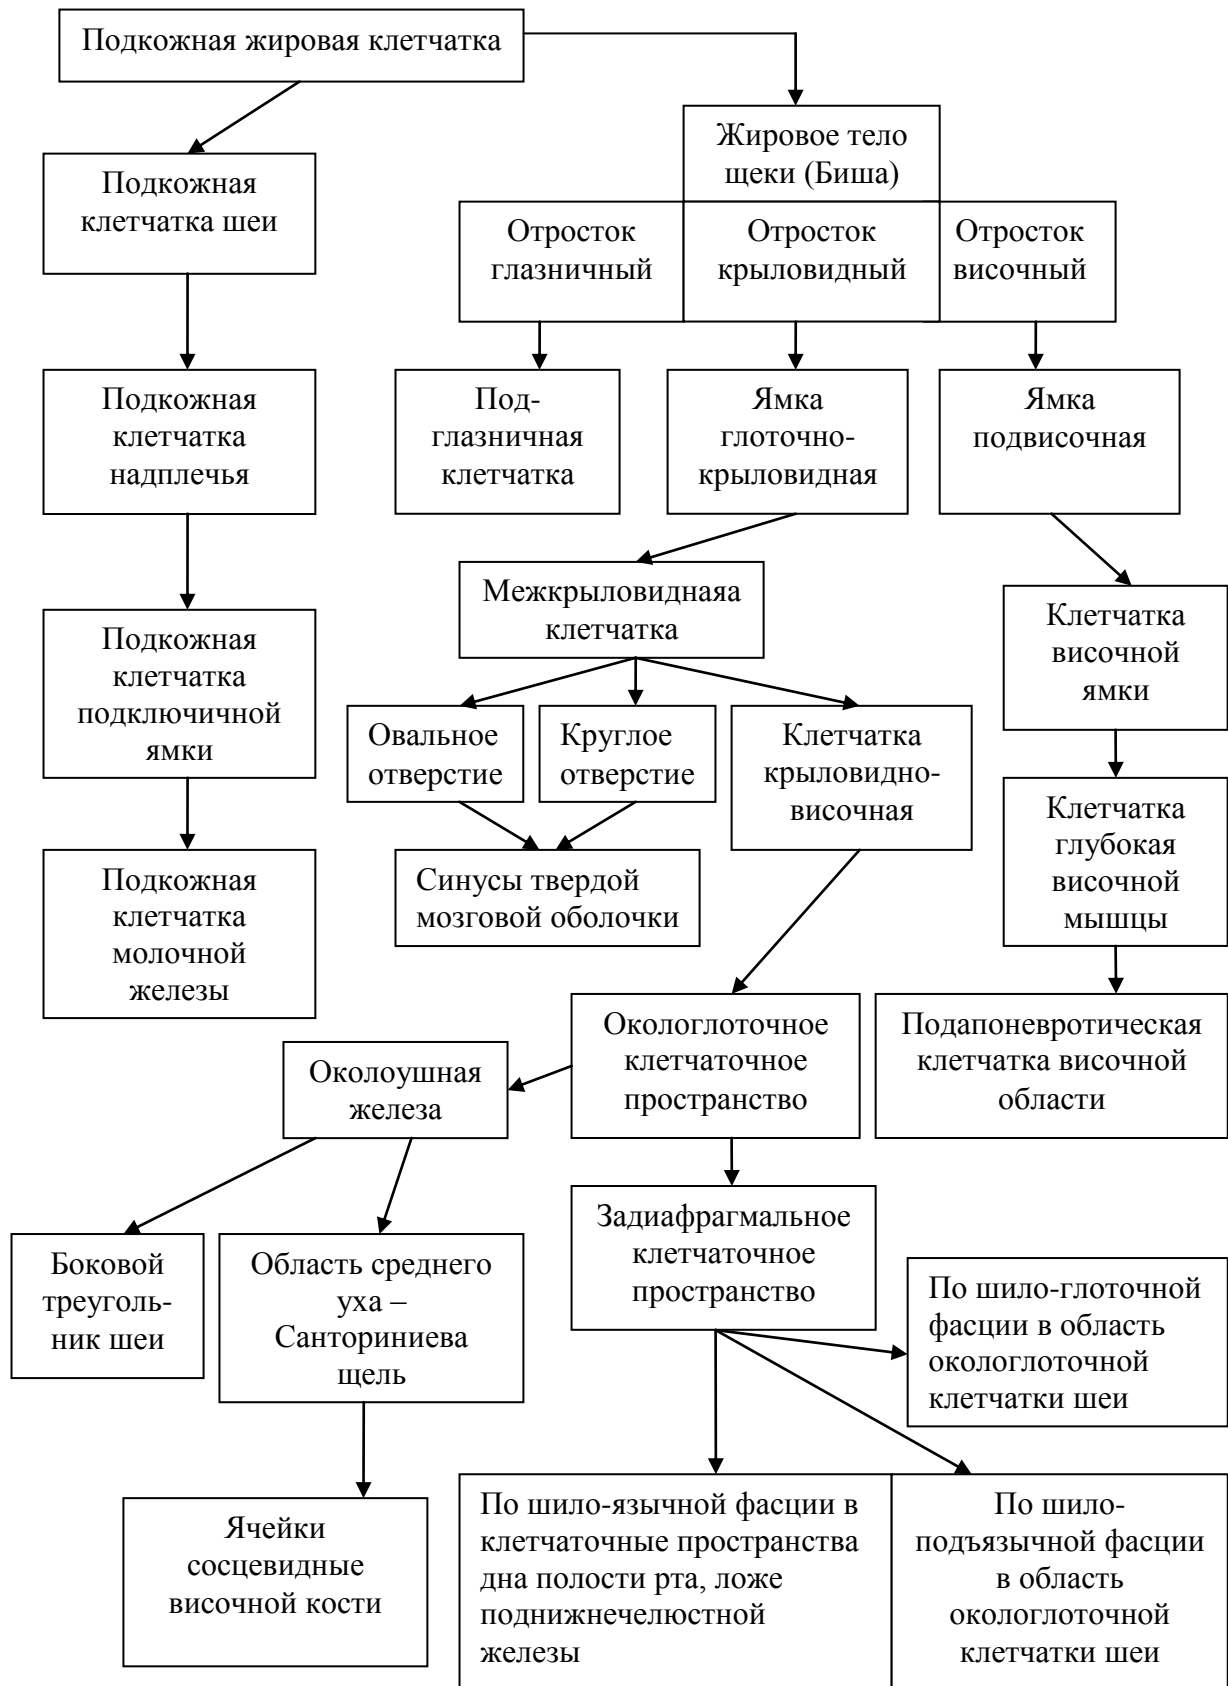 Подкожная жировая клетчатка
Жировое тело
щеки (Биша)
Подкожная
клетчатка шеи
Отросток
глазничный
Отросток
крыловидный
Отросток
височный
Подкожная
клетчатка
надплечья
Под-
глазничная
клетчатка
Ямка
глоточно-
крыловидная
Ямка
подвисочная
Межкрыловиднаяа
клетчатка
Клетчатка
височной
ямки
Подкожная
клетчатка
подключичной
ямки
Овальное
отверстие
Круглое
отверстие
Клетчатка
крыловидно-
височная
Клетчатка
глубокая
височной
мышцы
Подкожная
клетчатка
молочной
железы
Синусы твердой
мозговой оболочки
Окологлоточное
клетчаточное
пространство
Подапоневротическая
клетчатка височной
области
Околоушная
железа
Задиафрагмальное
клетчаточное
пространство
Боковой
треуголь-
ник шеи
Область среднего
уха –
Санториниева
щель
По шило-глоточной
фасции в область
окологлоточной
клетчатки шеи
Ячейки
сосцевидные
височной кости
По шило-язычной фасции в
клетчаточные пространства
дна полости рта, ложе
поднижнечелюстной
железы
По шило-
подъязычной фасции
в область
окологлоточной
клетчатки шеи